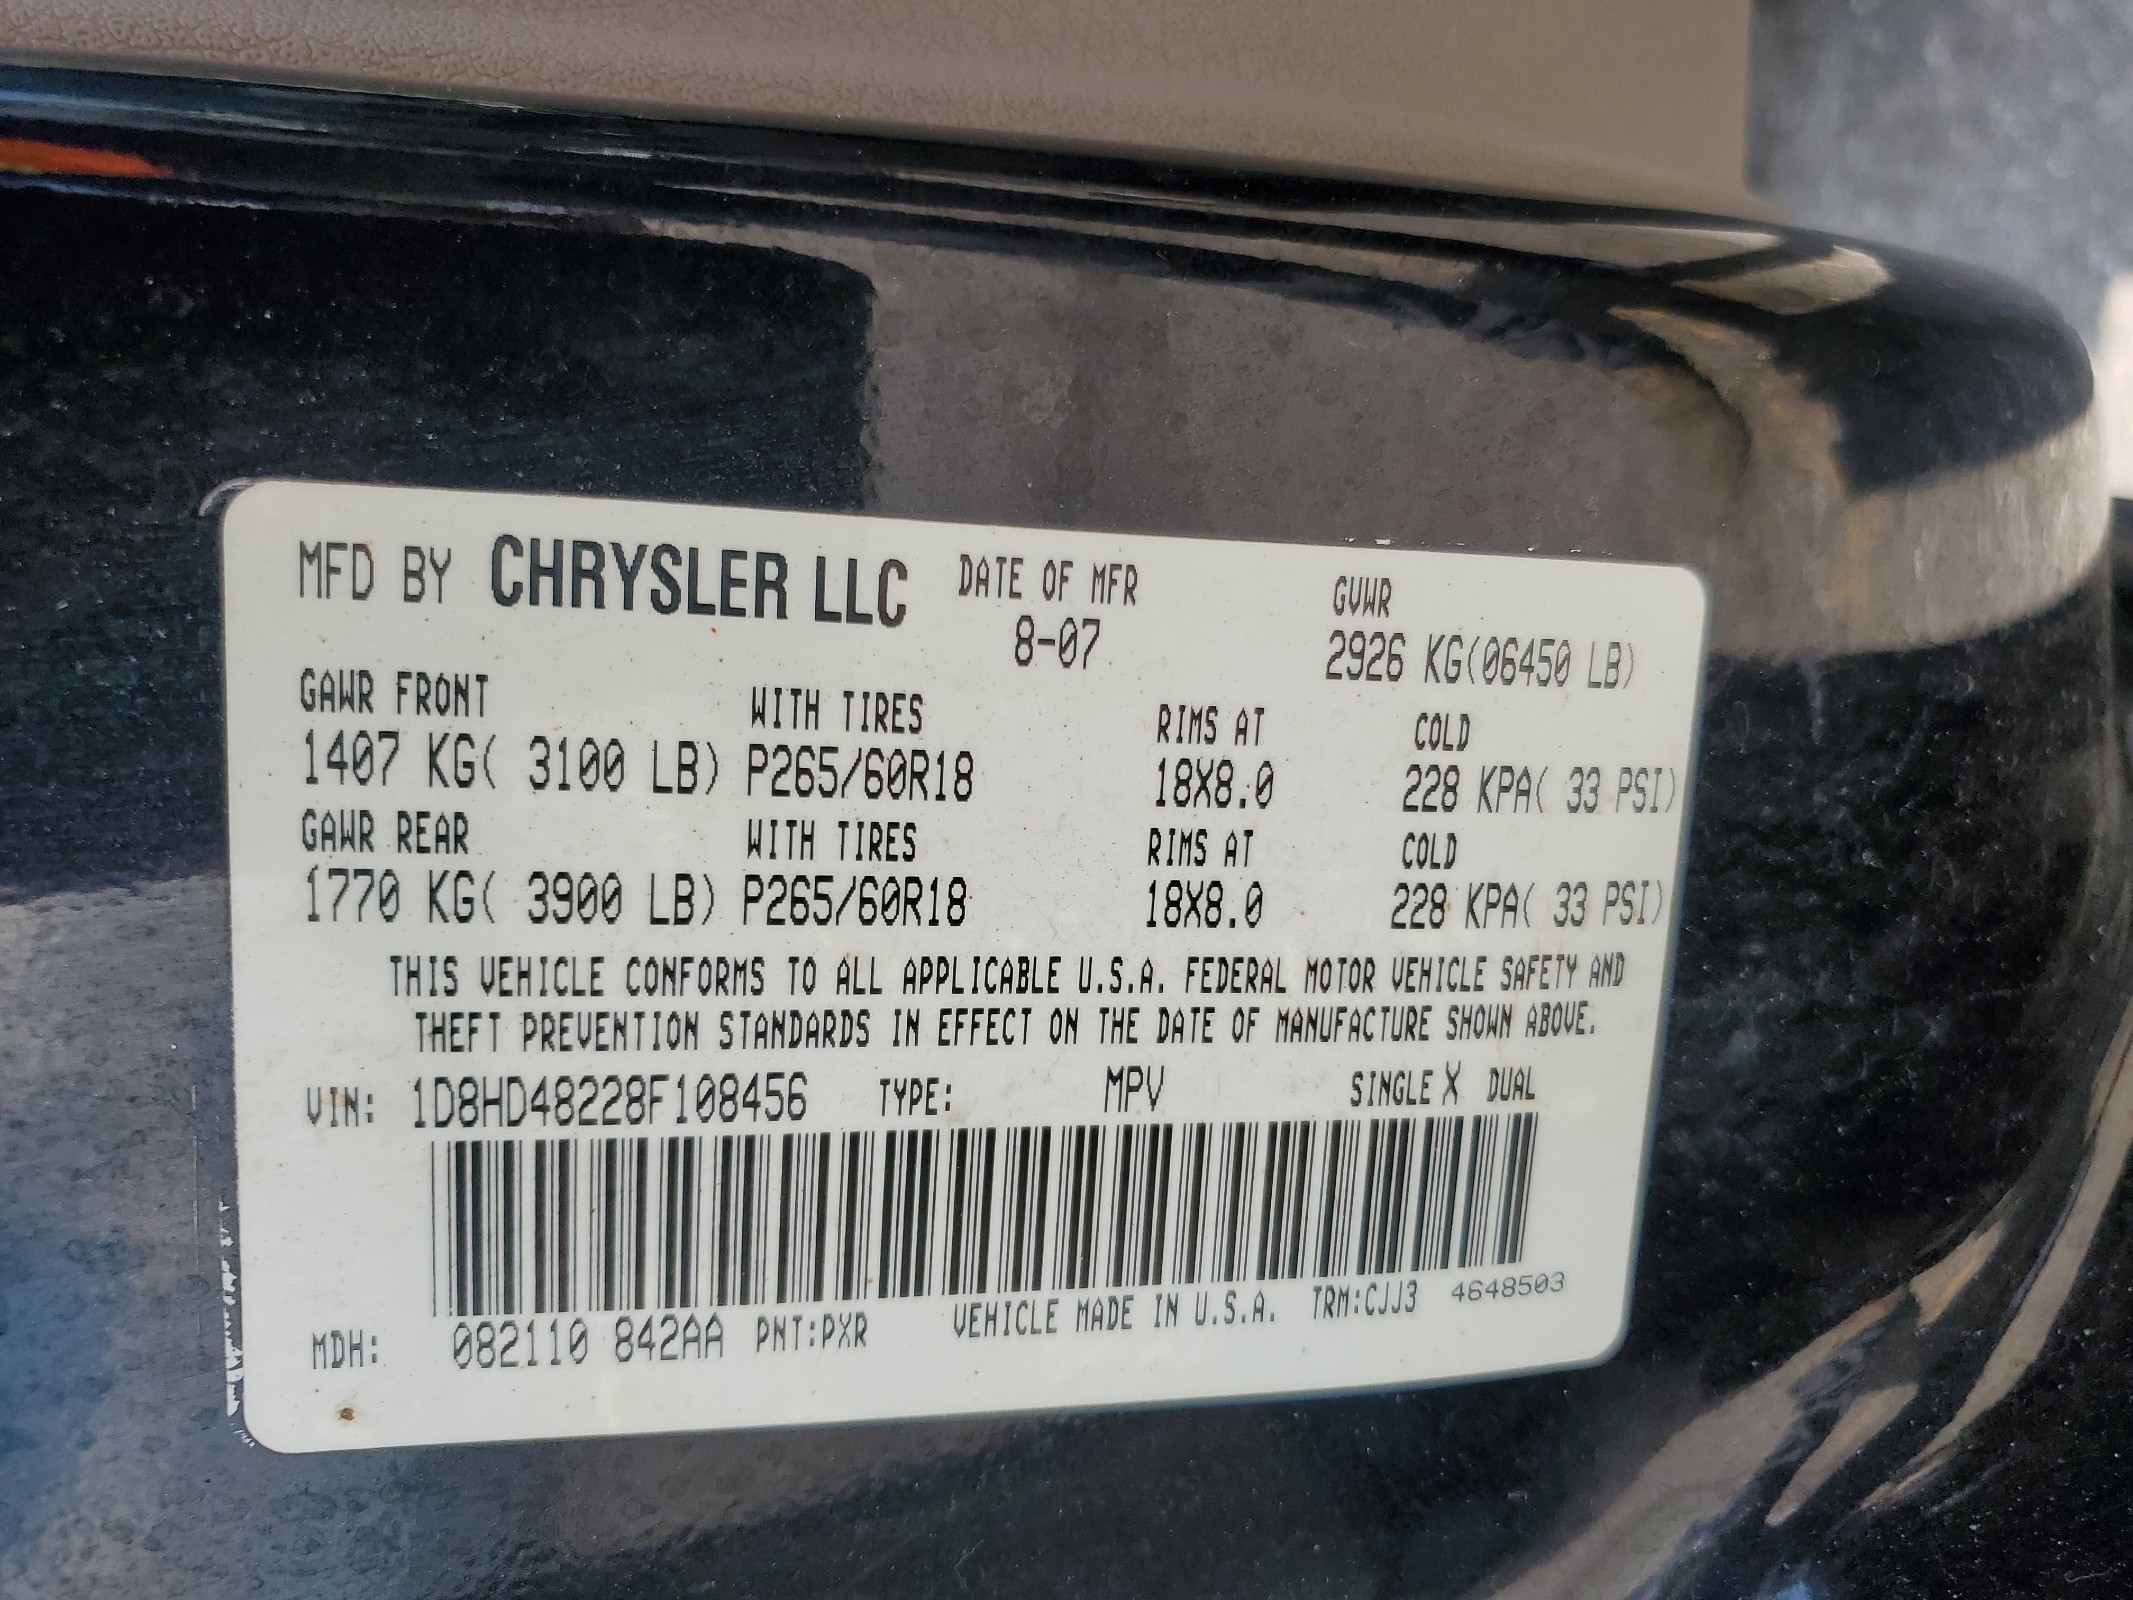 MFD BY CHRYSLER LLC DATE OF MFR GVWR
8-07 2926 KG(06450 LB)
GAWR FRONT WITH TIRES RIMS AT COLD
1407 KG( 3100 LB) P265/60R18 18X8.0 228 KPA( 33 PSI)
GAWR REAR WITH TIRES RIMS AT COLD
1770 KG( 3900 LB) P265/60R18 18X8.0 228 KPA( 33 PSI)
THIS VEHICLE CONFORMS TO ALL APPLICABLE U.S.A. FEDERAL MOTOR VEHICLE SAFETY AND
THEFT PREVENTION STANDARDS IN EFFECT ON THE DATE OF MANUFACTURE SHOWN ABOVE.
VIN: 1D8HD48228F108456 TYPE: MPV SINGLE X DUAL
MDH: 082110 842AA PNT:PXR VEHICLE MADE IN U.S.A. TRM:CJJ3 4648503